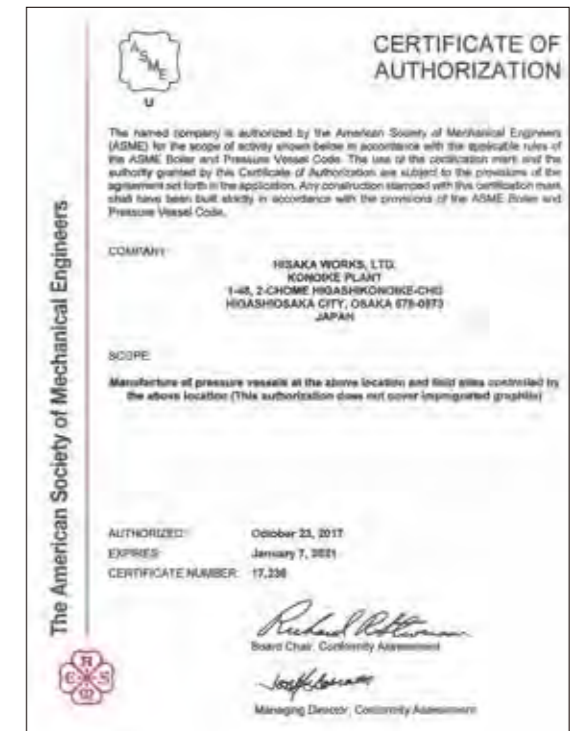 ASME
U
CERTIFICATE OF
AUTHORIZATION
The named company is authorized by the American Society of Mechanical Engineers
(ASME) for the scope of activity shown below in accordance with the applicable rules of
the ASME Boiler and Pressure Vessel Code. The use of the certification mark and the
authority granted by this Certificate of Authorization are subject to the provisions of the
agreement set forth in the application. Any construction stamped with this certification mark
shall have been built strictly in accordance with the provisions of the ASME Boiler and
Pressure Vessel Code.
COMPANY:
HISAKA WORKS, LTD.
KONOIKE PLANT
1-48, 2-CHOME HIGASHIKONOIKE-CHO
HIGASHIOSAKA CITY, OSAKA 578-0973
JAPAN
SCOPE:
Manufacture of pressure vessels at the above location and field sites controlled by
the above location (This authorization does not cover impregnated graphite)
AUTHORIZED: October 23, 2017
EXPIRES: January 7, 2021
CERTIFICATE NUMBER: 17,236
Board Chair, Conformity Assessment
Managing Director, Conformity Assessment
The American Society of Mechanical Engineers